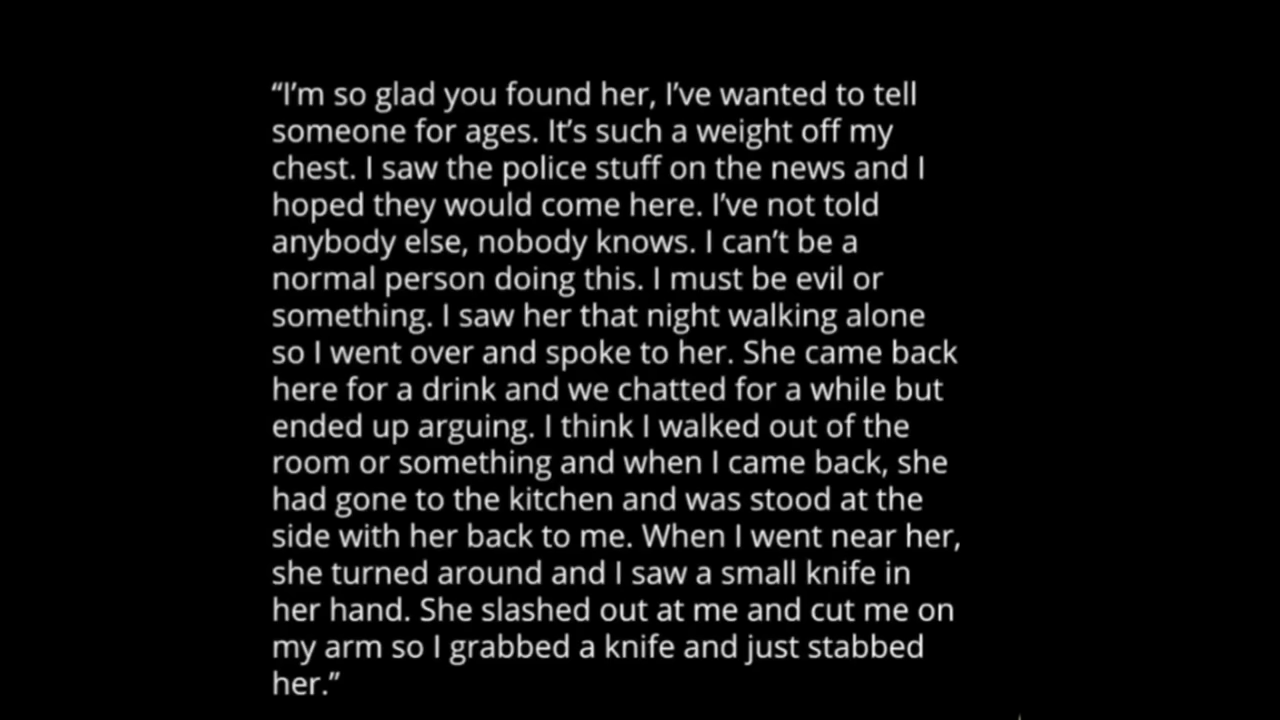 “I’m so glad you found her, I’ve wanted to tell
someone for ages. It’s such a weight off my
chest. I saw the police stuff on the news and I
hoped they would come here. I’ve not told
anybody else, nobody knows. I can’t be a
normal person doing this. I must be evil or
something. I saw her that night walking alone
so I went over and spoke to her. She came back
here for a drink and we chatted for a while but
ended up arguing. I think I walked out of the
room or something and when I came back, she
had gone to the kitchen and was stood at the
side with her back to me. When I went near her,
she turned around and I saw a small knife in
her hand. She slashed out at me and cut me on
my arm so I grabbed a knife and just stabbed
her.”